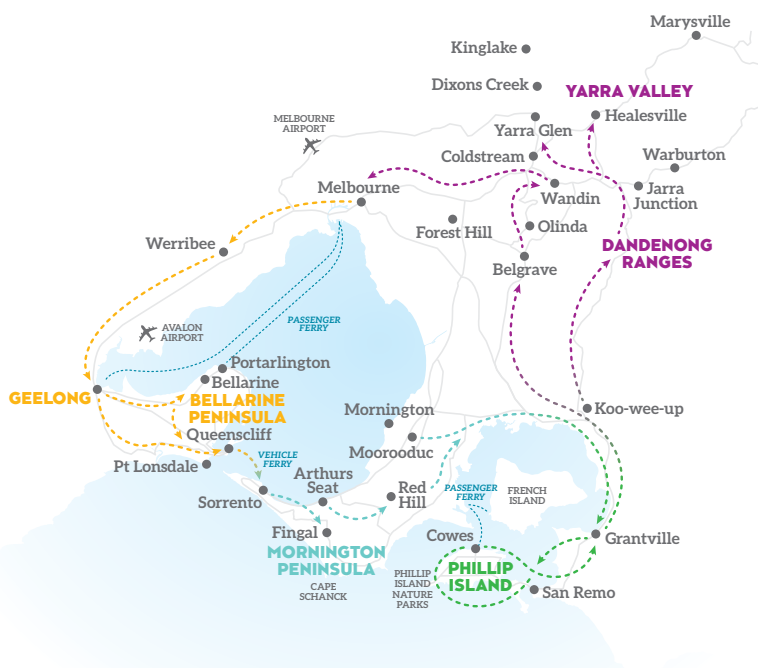 Marysville
Kinglake
Dixons Creek
YARRA VALLEY
Healesville
MELBOURNE
AIRPORT
Yarra Glen
Coldstream
Warburton
Melbourne
Wandin
Jarra
Junction
Forest Hill
Olinda
Werribee
DANDENONG
RANGES
Belgrave
PASSENGER
FERRY
AVALON
AIRPORT
Portarlington
Bellarine
GEELONG
BELLARINE
PENINSULA
Mornington
Koo-wee-up
Queenscliff
Moorooduc
Pt Lonsdale
VEHICLE
FERRY
Arthurs
Seat
Sorrento
Red
Hill
PASSENGER
FERRY
FRENCH
ISLAND
Fingal
Cowes
Grantville
MORNINGTON
PENINSULA
CAPE
SCHANCK
PHILLIP
ISLAND
NATURE
PARKS
PHILLIP
ISLAND
San Remo